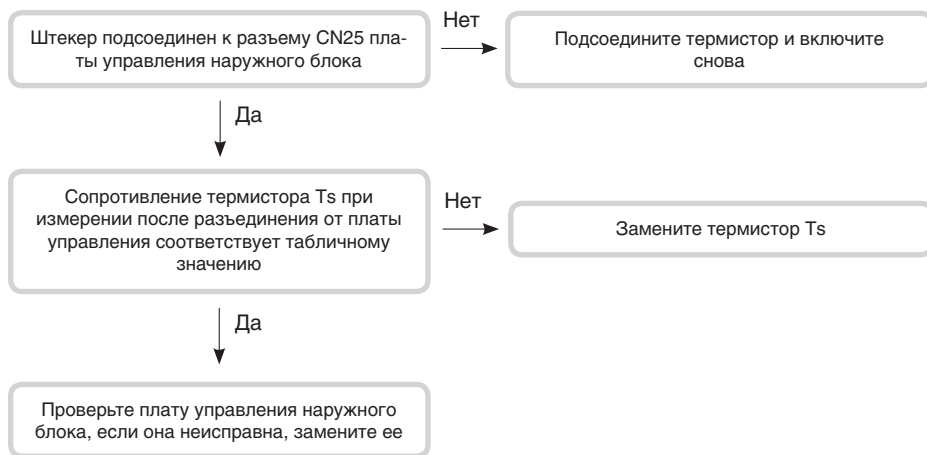 Штекер подсоединен к разъему CN25 пла-
ты управления наружного блока
Нет
Подсоедините термистор и включите
снова
Да
Сопротивление термистора Ts при
измерении после разъединения от платы
управления соответствует табличному
значению
Нет
Замените термистор Ts
Да
Проверьте плату управления наружного
блока, если она неисправна, замените ее